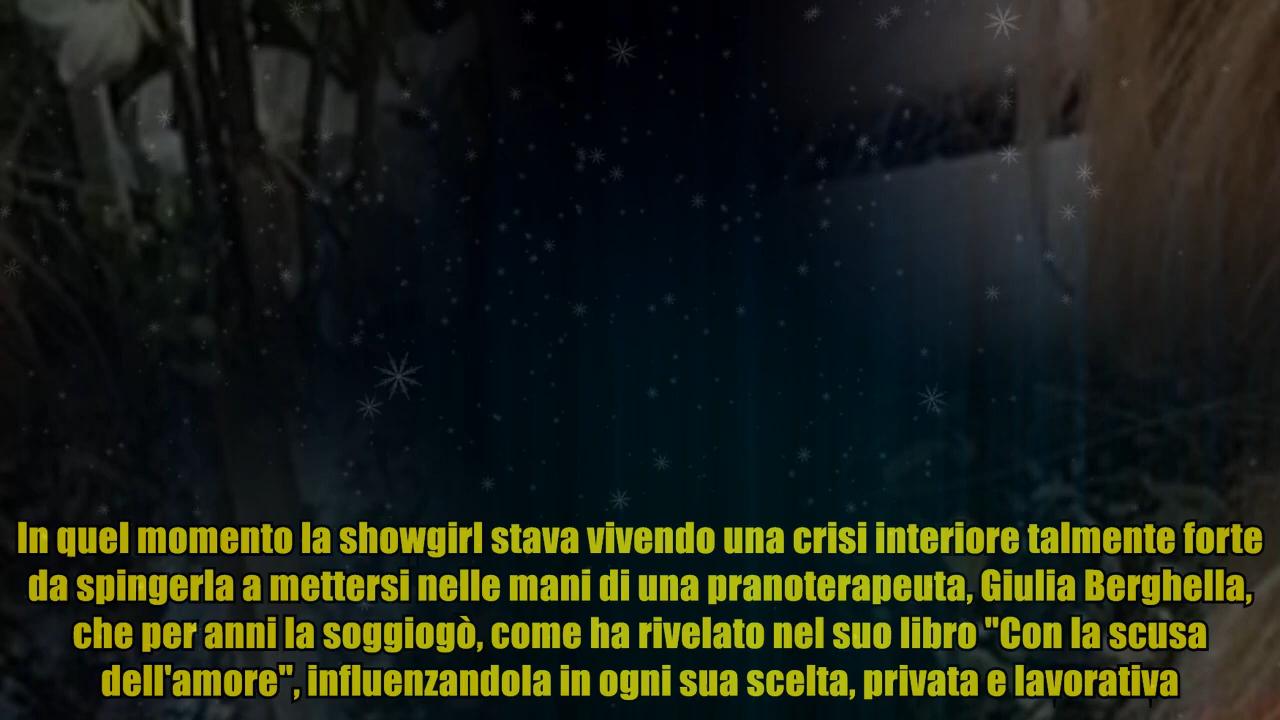 In quel momento la showgirl stava vivendo una crisi interiore talmente forte
da spingerla a mettersi nelle mani di una pranoterapeuta, Giulia Berghella,
che per anni la soggiogò, come ha rivelato nel suo libro "Con la scusa
dell'amore", influenzandola in ogni sua scelta, privata e lavorativa